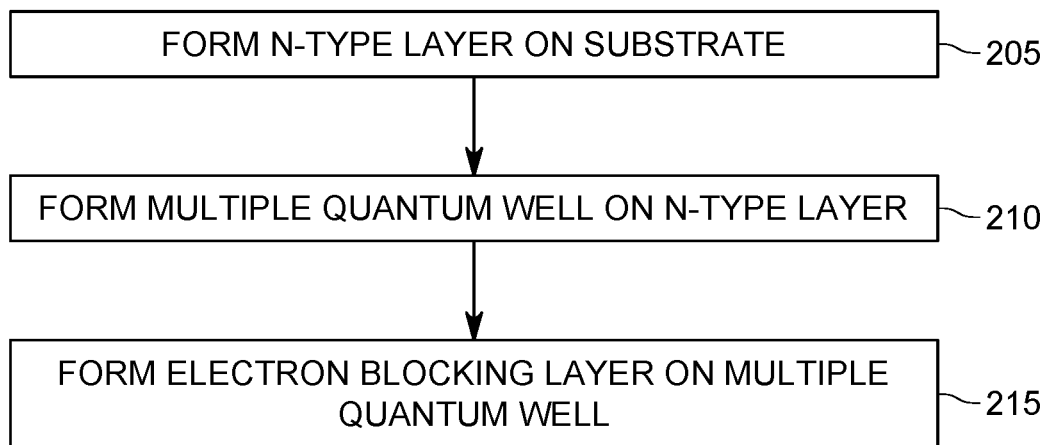 FORM N-TYPE LAYER ON SUBSTRATE
205
FORM MULTIPLE QUANTUM WELL ON N-TYPE LAYER
210
FORM ELECTRON BLOCKING LAYER ON MULTIPLE
QUANTUM WELL
215